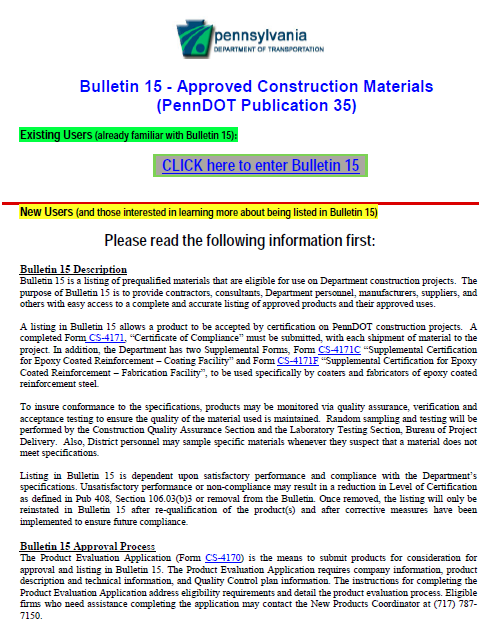 pennsylvania
DEPARTMENT OF TRANSPORTATION
Bulletin 15 - Approved Construction Materials
(PennDOT Publication 35)
Existing Users (already familiar with Bulletin 15):
CLICK here to enter Bulletin 15
New Users (and those interested in learning more about being listed in Bulletin 15)
Please read the following information first:
Bulletin 15 Description
Bulletin 15 is a listing of prequalified materials that are eligible for use on Department construction projects. The
purpose of Bulletin 15 is to provide contractors, consultants, Department personnel, manufacturers, suppliers, and
others with easy access to a complete and accurate listing of approved products and their approved uses.
A listing in Bulletin 15 allows a product to be accepted by certification on PennDOT construction projects. A
completed Form CS-4171, “Certificate of Compliance” must be submitted, with each shipment of material to the
project. In addition, the Department has two Supplemental Forms, Form CS-4171C “Supplemental Certification
for Epoxy Coated Reinforcement – Coating Facility” and Form CS-4171F “Supplemental Certification for Epoxy
Coated Reinforcement – Fabrication Facility”, to be used specifically by coaters and fabricators of epoxy coated
reinforcement steel.
To insure conformance to the specifications, products may be monitored via quality assurance, verification and
acceptance testing to ensure the quality of the material used is maintained. Random sampling and testing will be
performed by the Construction Quality Assurance Section and the Laboratory Testing Section, Bureau of Project
Delivery. Also, District personnel may sample specific materials whenever they suspect that a material does not
meet specifications.
Listing in Bulletin 15 is dependent upon satisfactory performance and compliance with the Department’s
specifications. Unsatisfactory performance or non-compliance may result in a reduction in Level of Certification
as defined in Pub 408, Section 106.03(b)3 or removal from the Bulletin. Once removed, the listing will only be
reinstated in Bulletin 15 after re-qualification of the product(s) and after corrective measures have been
implemented to ensure future compliance.
Bulletin 15 Approval Process
The Product Evaluation Application (Form CS-4170) is the means to submit products for consideration for
approval and listing in Bulletin 15. The Product Evaluation Application requires company information, product
description and technical information, and Quality Control plan information. The instructions for completing the
Product Evaluation Application address eligibility requirements and detail the product evaluation process. Eligible
firms who need assistance completing the application may contact the New Products Coordinator at (717) 787-
7150.